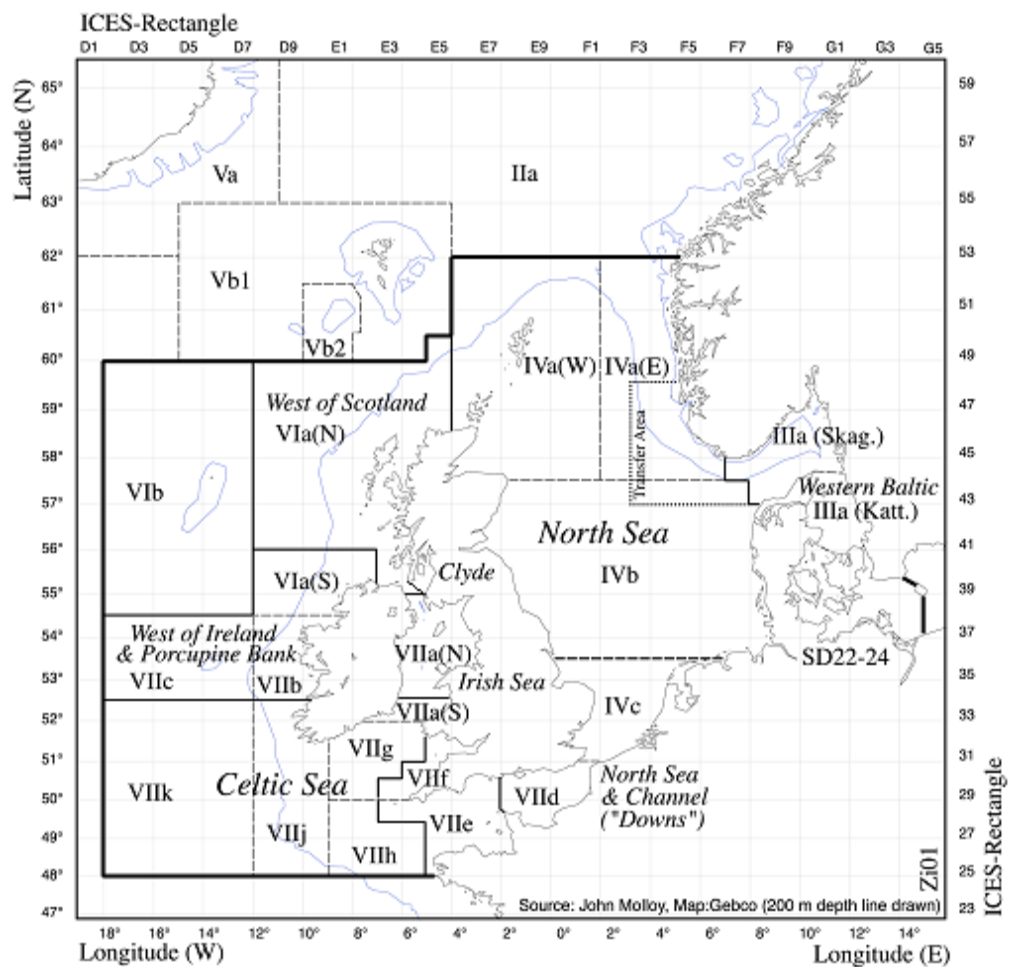 ICES-Rectangle
D1 D3 D5 D7 D9 E1 E3 E5 E7 E9 F1 F3 F5 F7 F9 G1 G3 G5
Latitude (N)
65° 59
64° 57
Va IIa
63° 55
62° 53
Vb1
61° 51
Vb2
60° 49
IVa(W) IVa(E)
West of Scotland
59° 47
VIa(N)
Transfer Area
IIIa (Skag.)
58° 45
VIb
Western Baltic
57° 43
IIIa (Katt.)
North Sea
56° 41
Clyde
VIa(S) IVb
55° 39
54° 37
West of Ireland
& Porcupine Bank
VIIa(N)
SD22-24
53° 35
VIIc VIIb
Irish Sea
IVc
VIIa(S)
52° 33
VIIg
51° 31
VIIf
North Sea
& Channel
("Downs")
Celtic Sea
VIIk
VIId
50° 29
VIIe
VIIj
49° 27
VIIh
48° 25
Zi01
ICES-Rectangle
47° 23
Source: John Molloy, Map:Gebco (200 m depth line drawn)
18° 16° 14° 12° 10° 8° 6° 4° 2° 0° 2° 4° 6° 8° 10° 12° 14°
Longitude (W) Longitude (E)